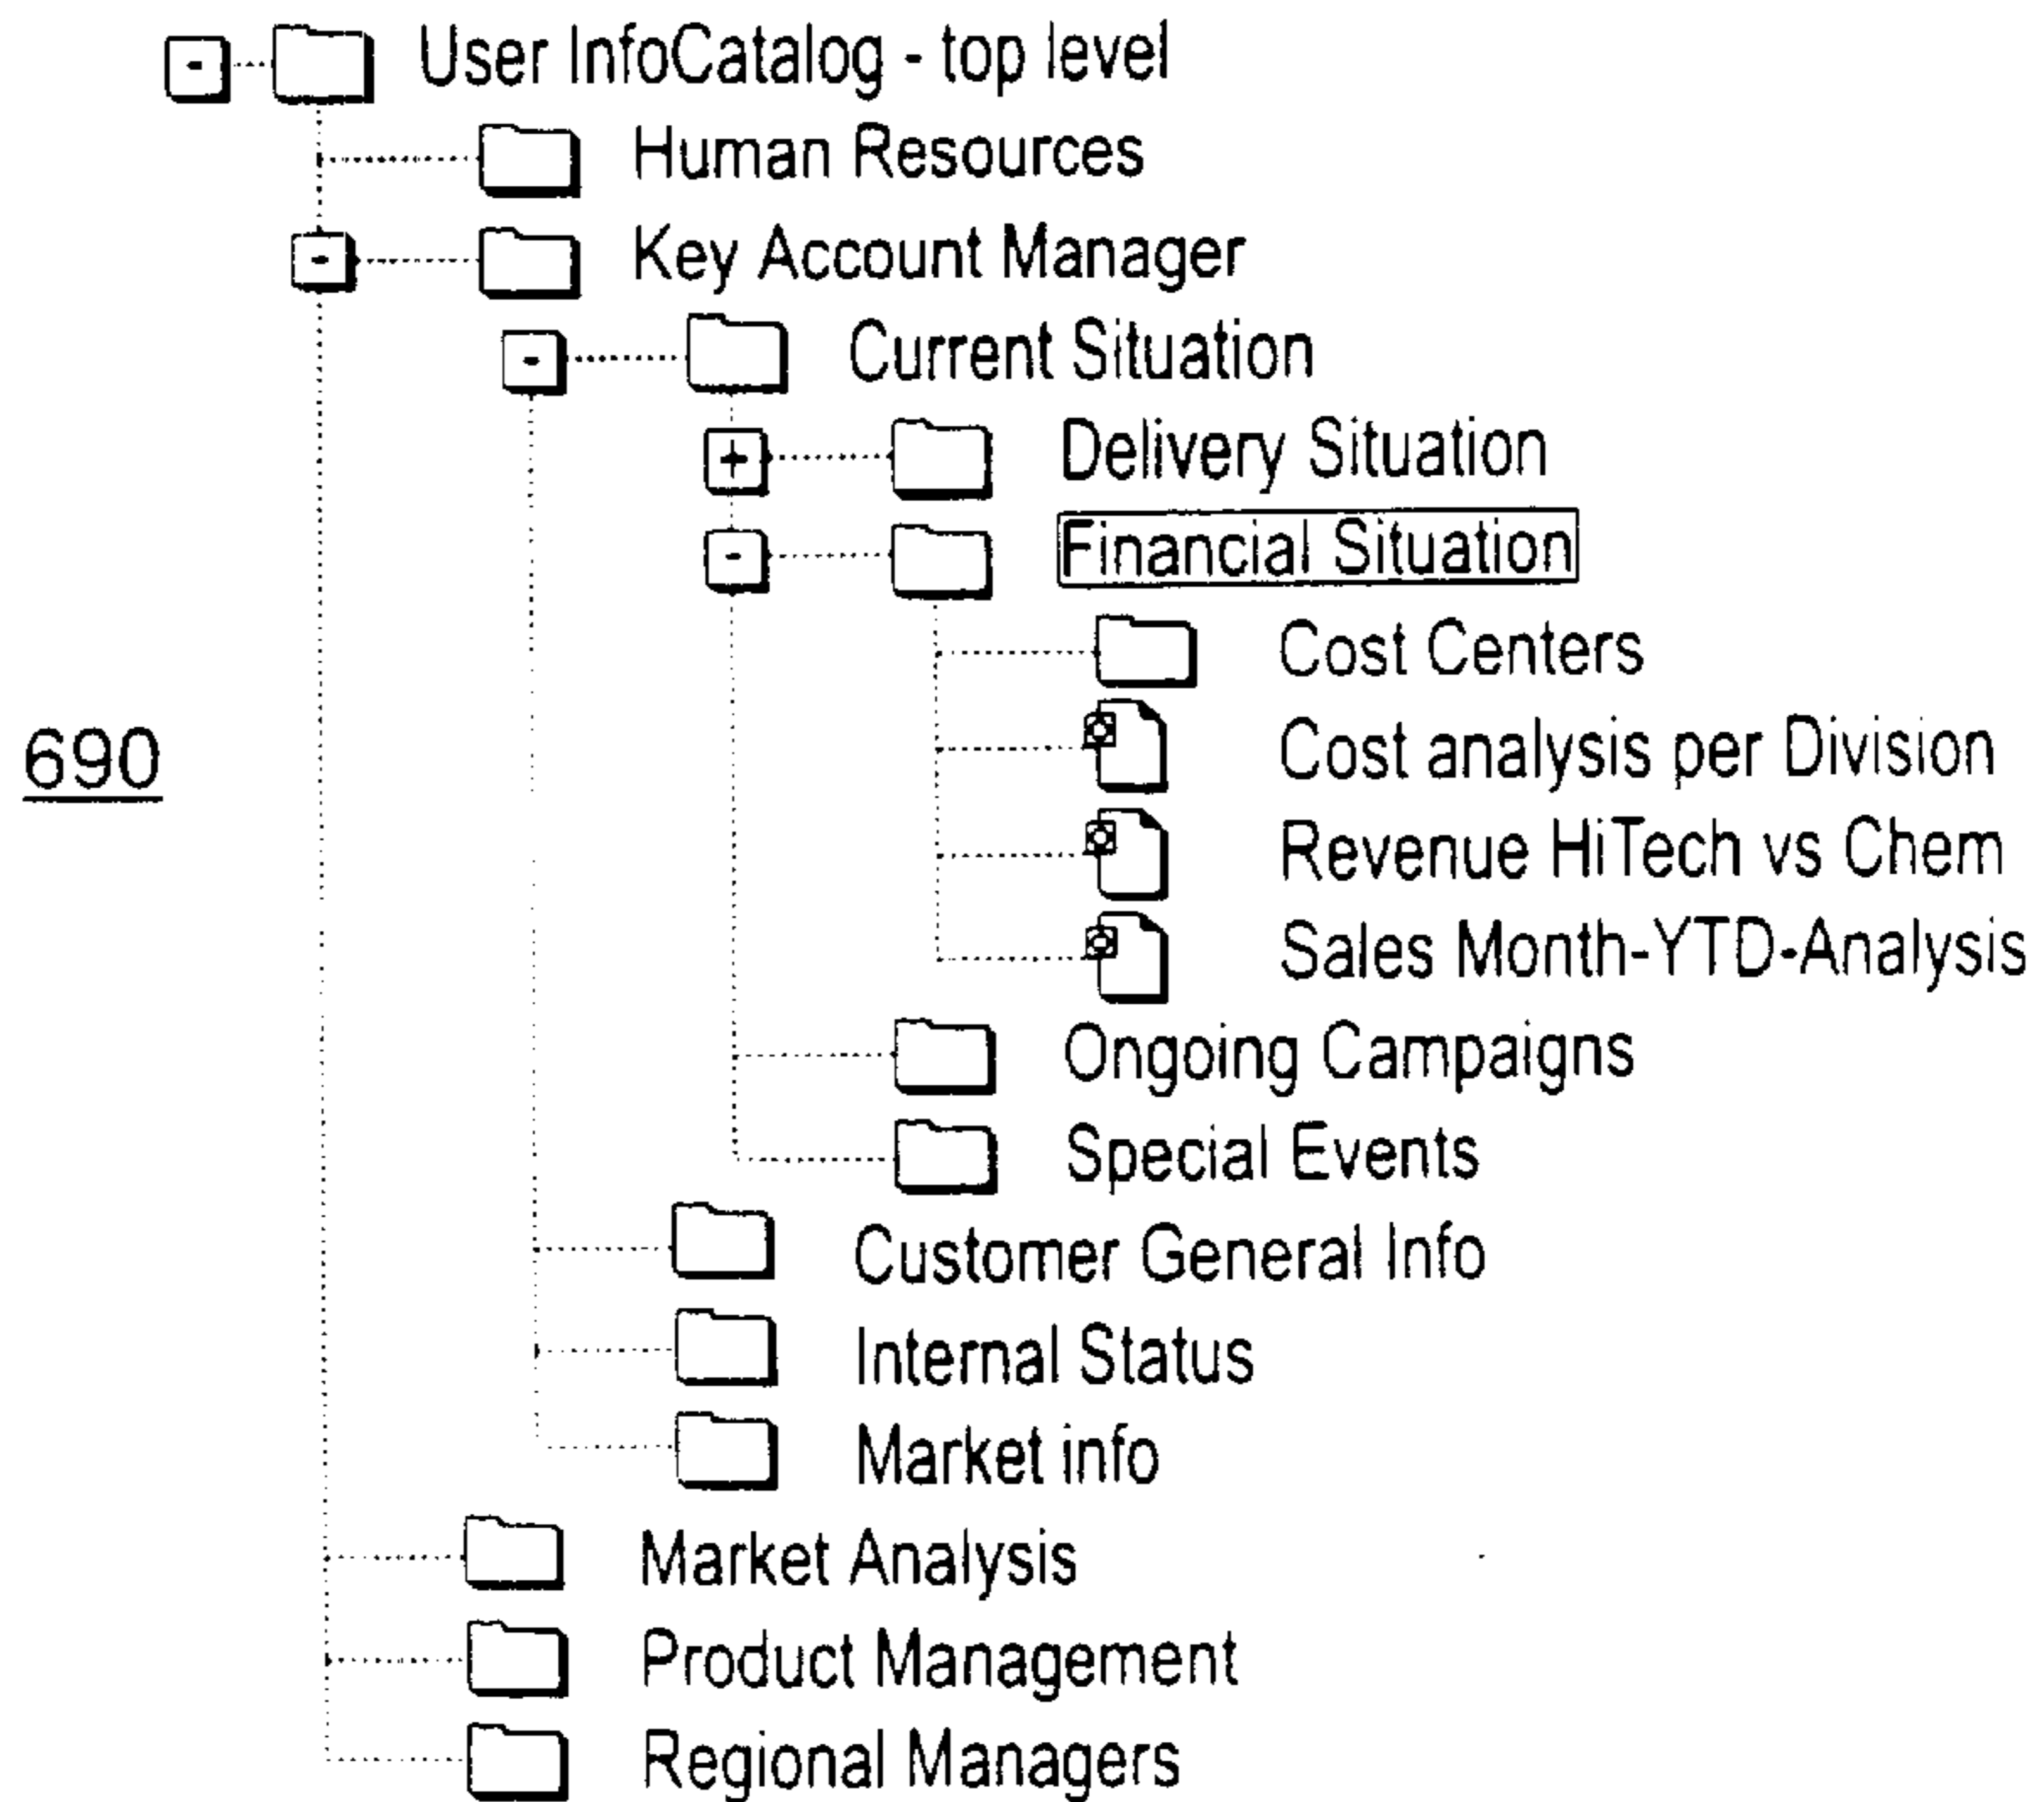 User InfoCatalog - top level
Human Resources
Key Account Manager
Current Situation
Delivery Situation
Financial Situation
Cost Centers
690
Cost analysis per Division
Revenue HiTech vs Chem
Sales Month-YTD-Analysis
Ongoing Campaigns
Special Events
Customer General Info
Internal Status
Market info
Market Analysis
Product Management
Regional Managers